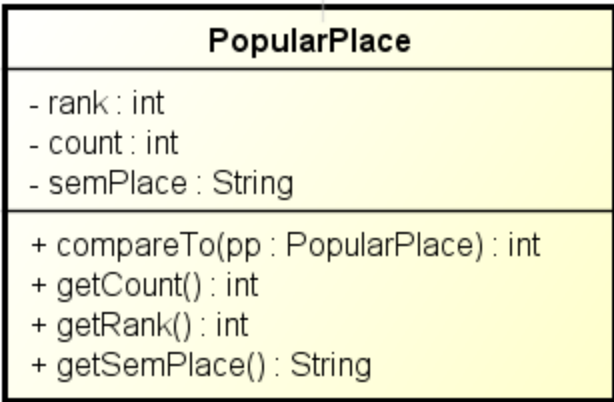 PopularPlace
- rank : int
- count : int
- semPlace : String
+ compareTo(pp : PopularPlace) : int
+ getCount() : int
+ getRank() : int
+ getSemPlace() : String